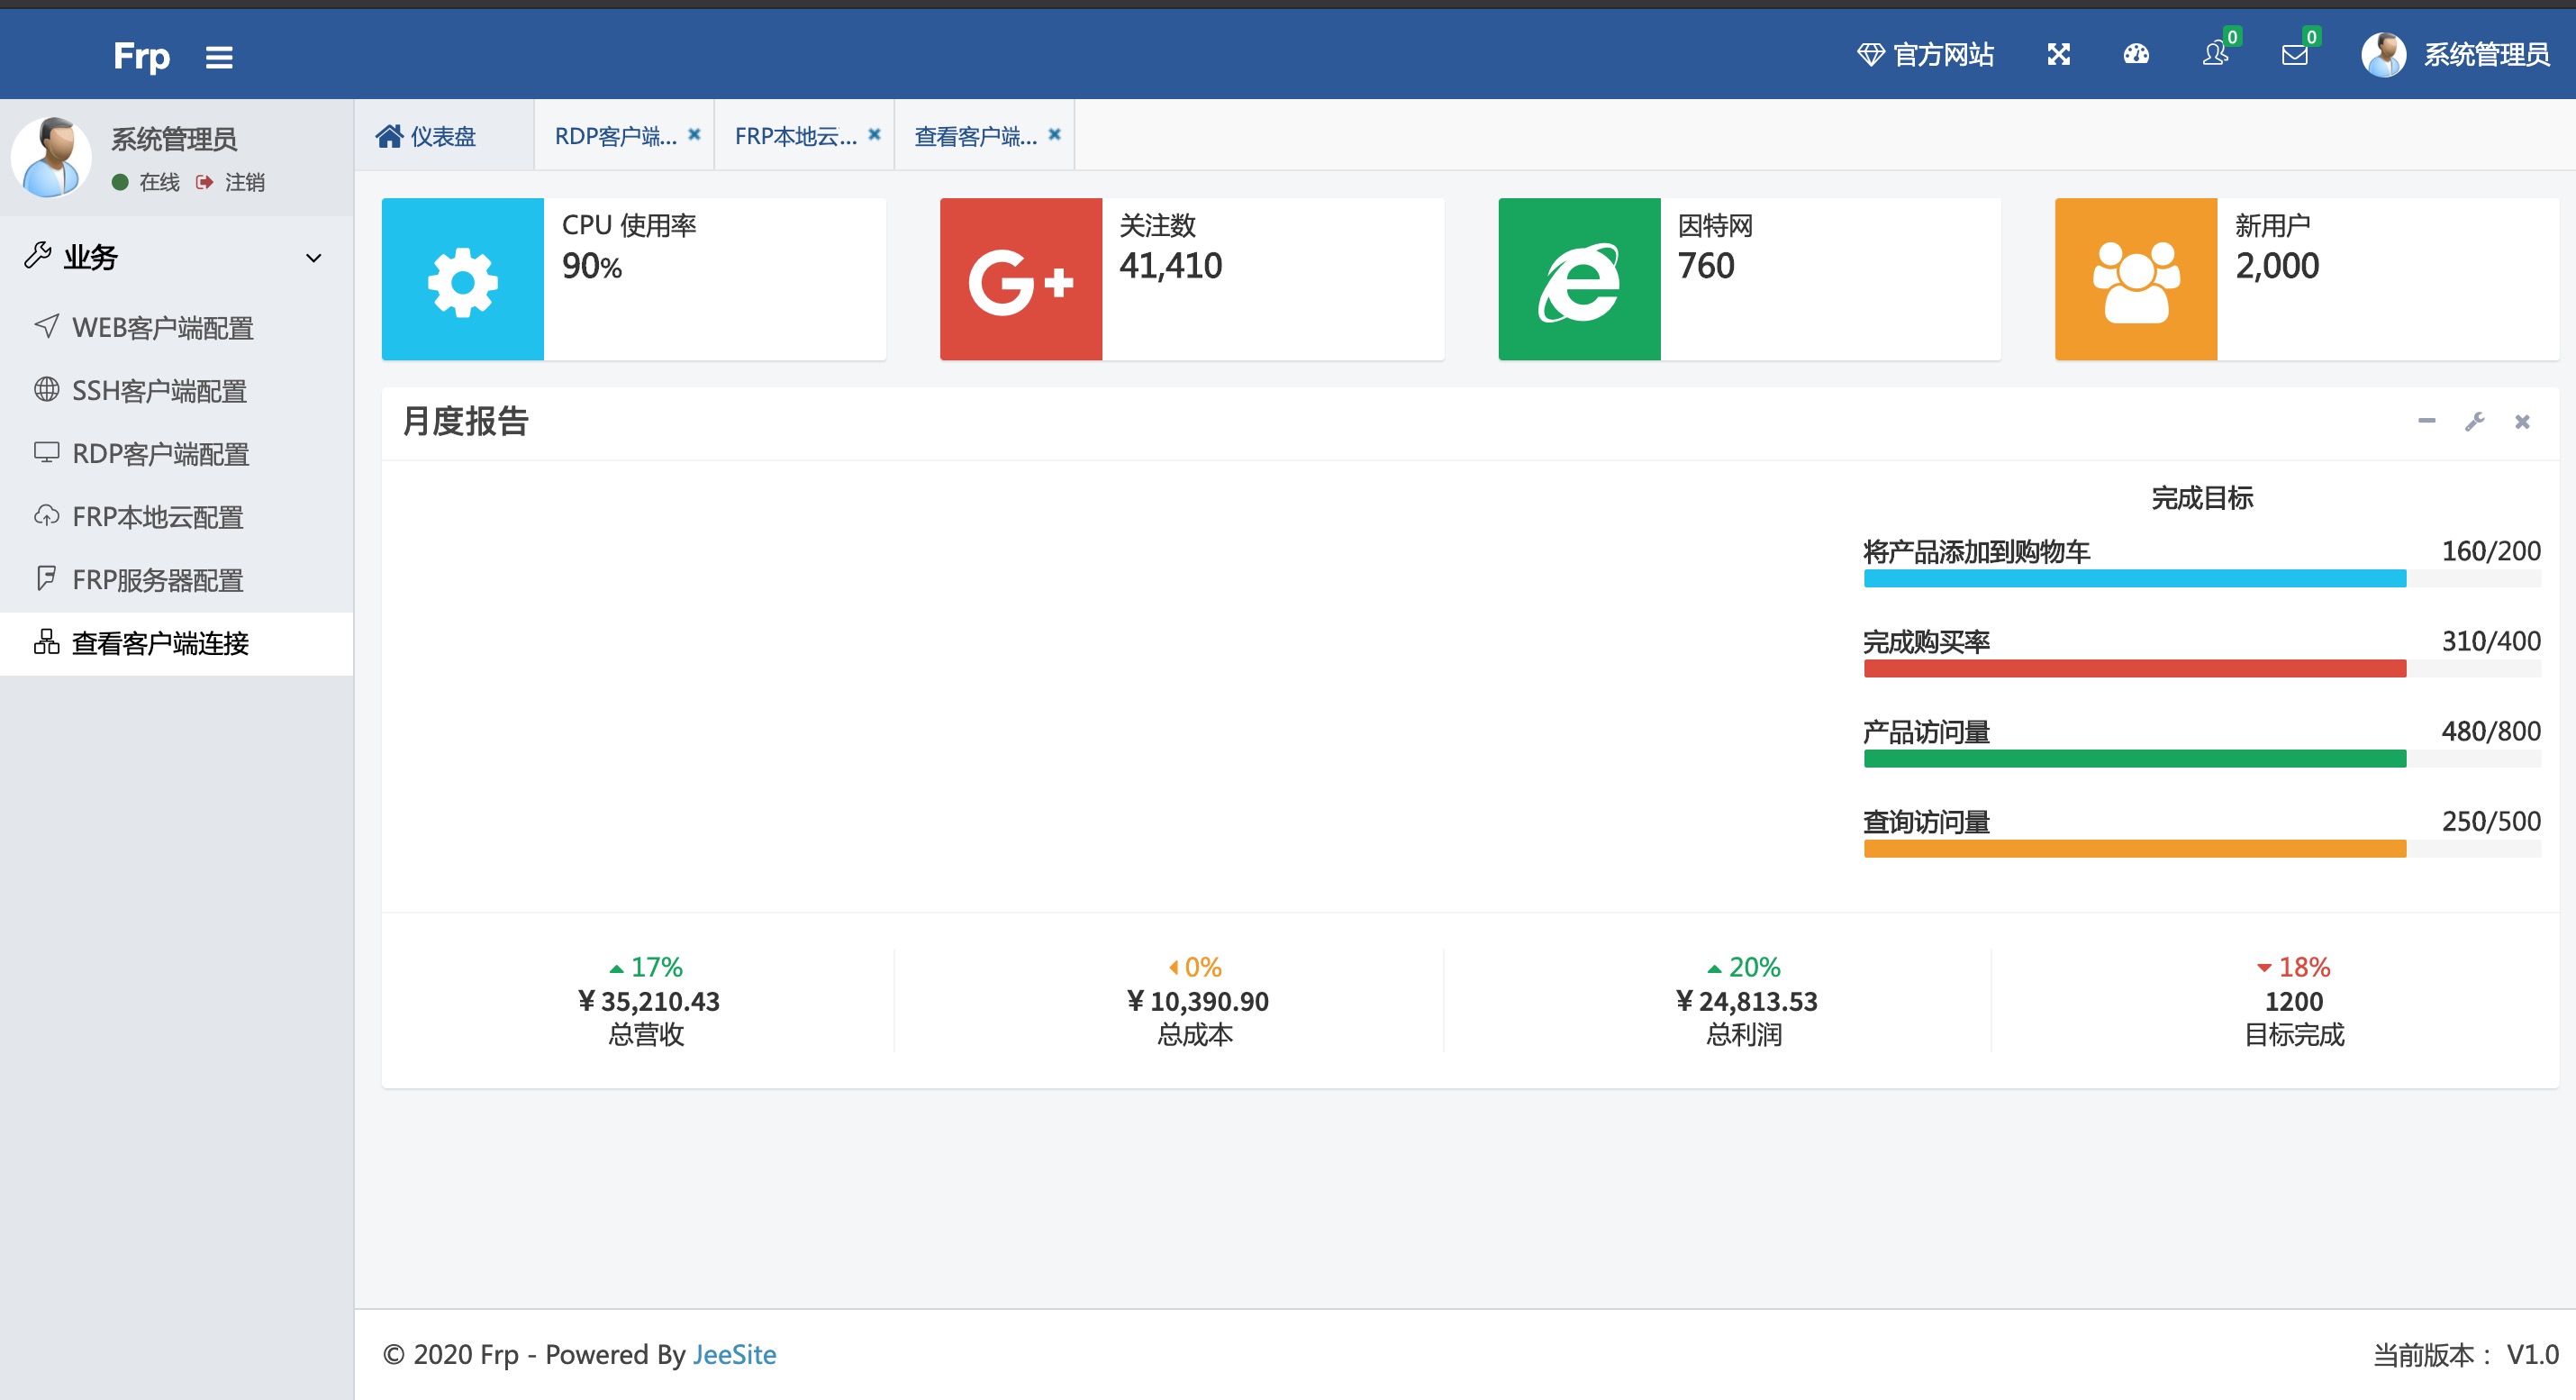 Frp
官方网站
0
0
系统管理员
系统管理员
在线 注销
业务
WEB客户端配置
SSH客户端配置
RDP客户端配置
FRP本地云配置
FRP服务器配置
查看客户端连接
仪表盘
RDP客户端...
FRP本地云...
查看客户端...
CPU 使用率
90%
G+
关注数
41,410
因特网
760
新用户
2,000
月度报告
完成目标
将产品添加到购物车 160/200
完成购买率 310/400
产品访问量 480/800
查询访问量 250/500
17%
¥ 35,210.43
总营收
0%
¥ 10,390.90
总成本
20%
¥ 24,813.53
总利润
18%
1200
目标完成
© 2020 Frp - Powered By JeeSite
当前版本： V1.0